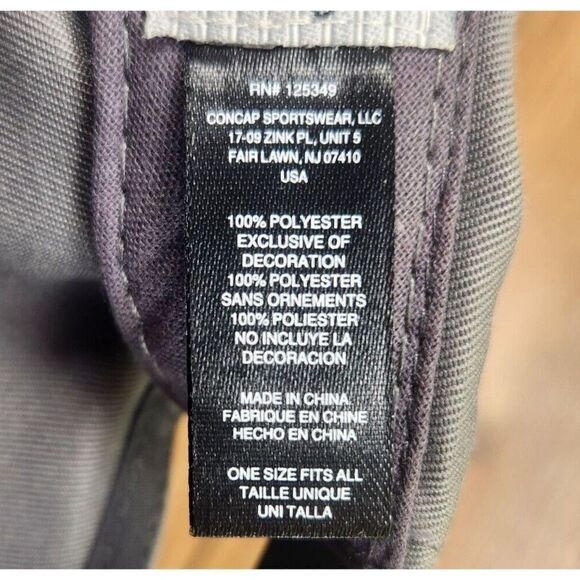 RN# 125349
CONCAP SPORTSWEAR, LLC
17-09 ZINK PL, UNIT 5
FAIR LAWN, NJ 07410
USA
100% POLYESTER
EXCLUSIVE OF
DECORATION
100% POLYESTER
SANS ORNEMENTS
100% POLIESTER
NO INCLUYE LA
DECORACION
MADE IN CHINA
FABRIQUE EN CHINE
HECHO EN CHINA
ONE SIZE FITS ALL
TAILLE UNIQUE
UNI TALLA